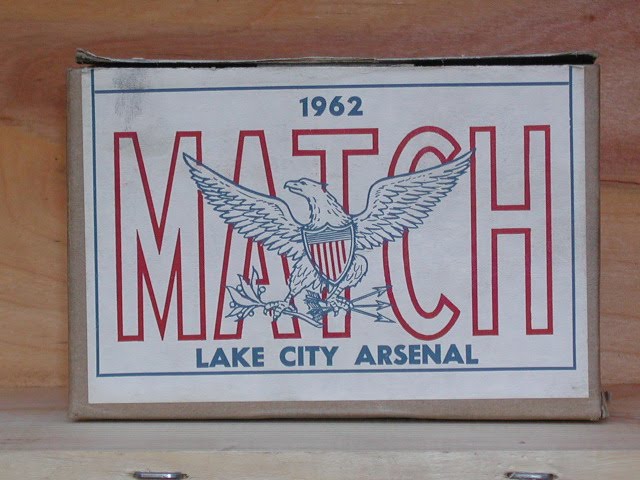 1962
MATCH
LAKE CITY ARSENAL